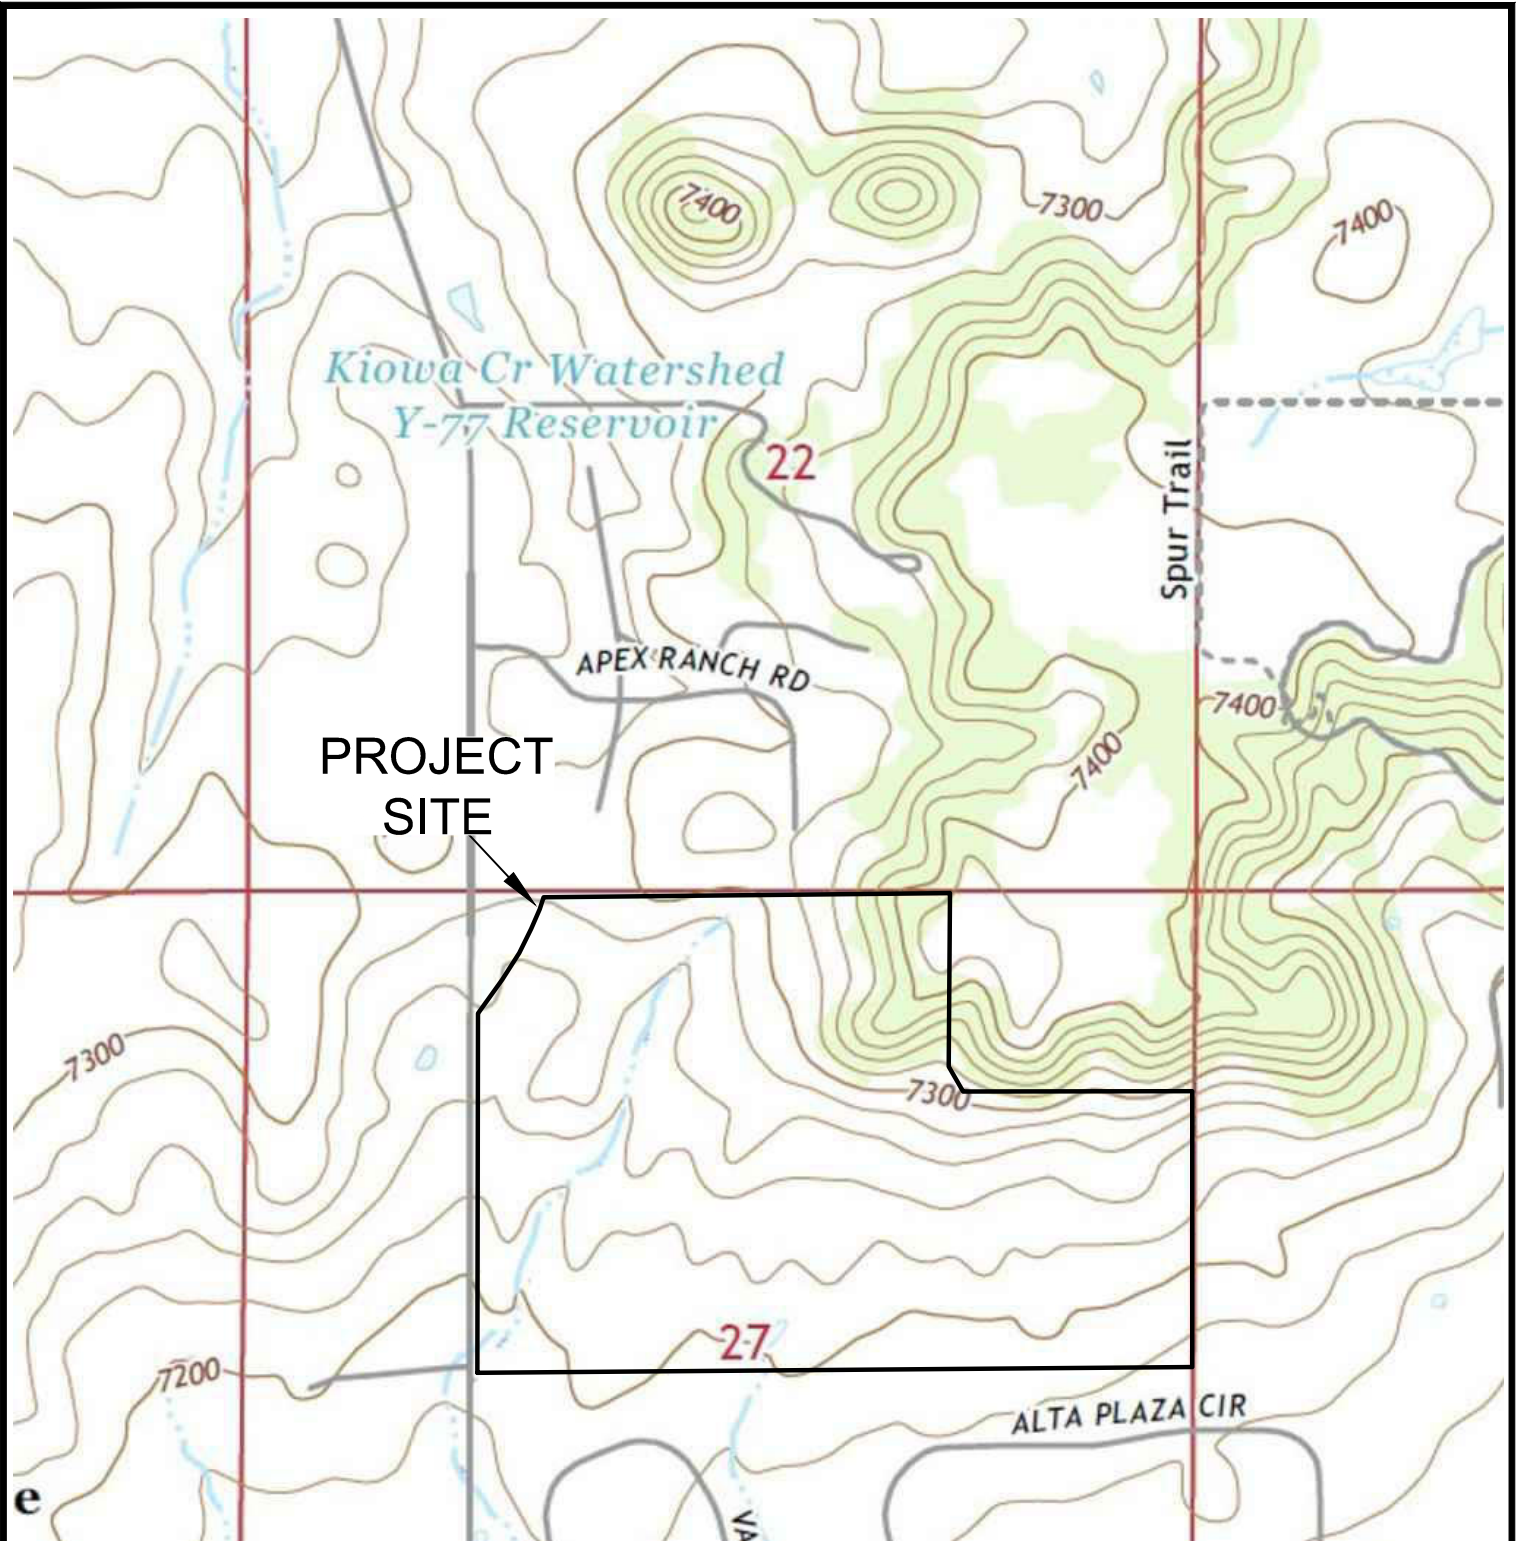 7400
7300
7400
Kiowa Cr Watershed
Y-77 Reservoir
22
Spur Trail
APEX RANCH RD
7400
PROJECT
SITE
7400
7300
7300
27
7200
ALTA PLAZA CIR
e
VA